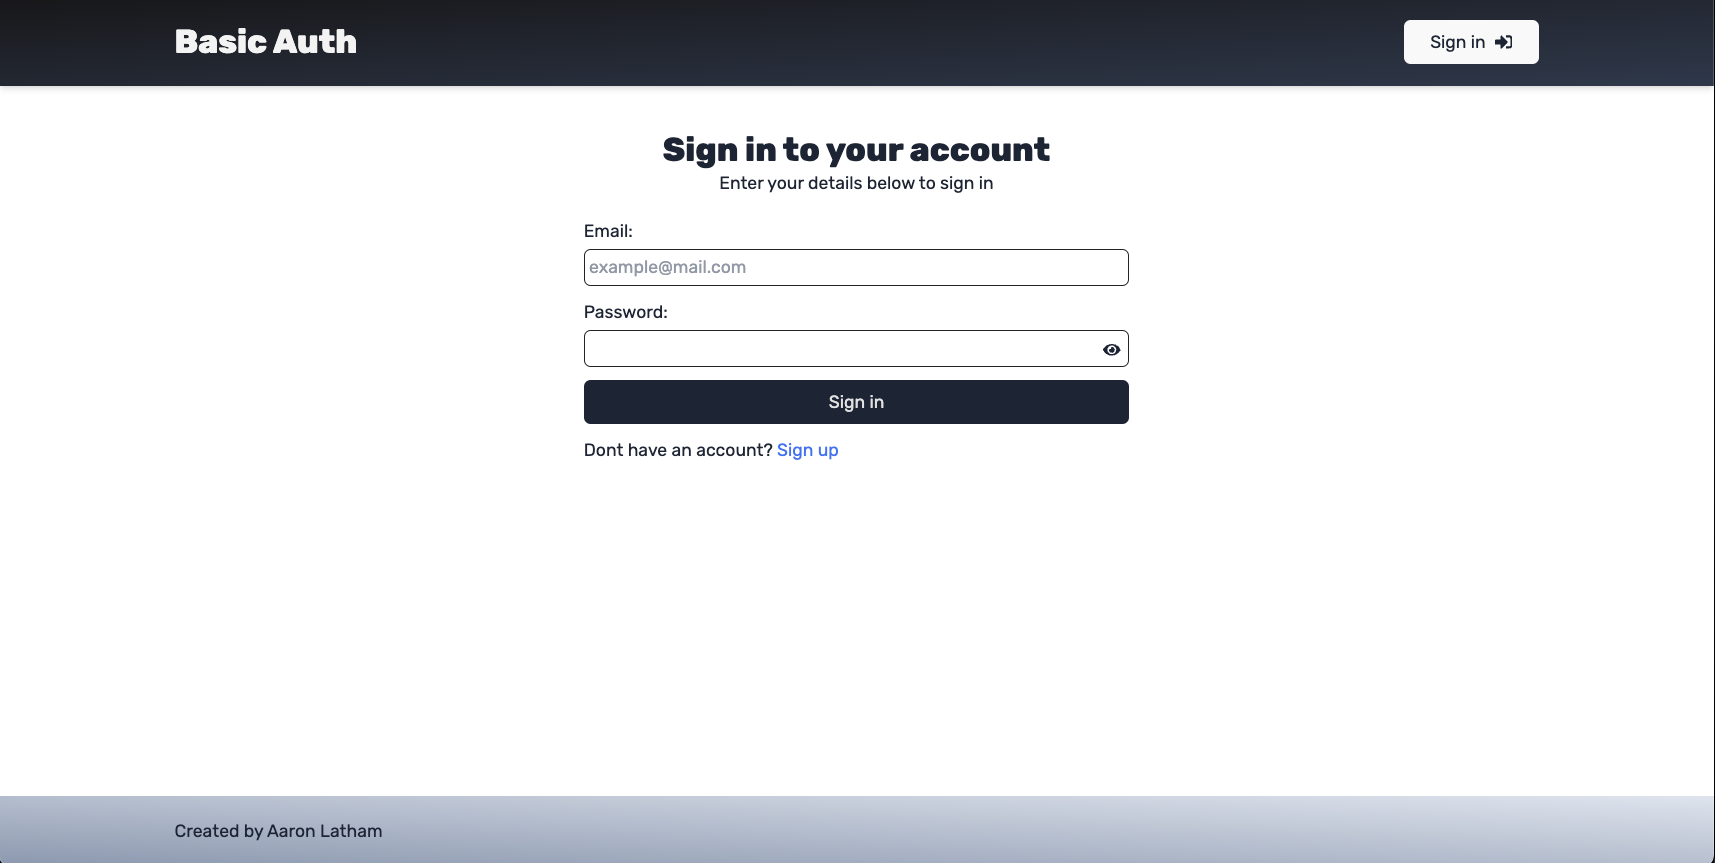 Basic Auth
Sign in
Sign in to your account
Enter your details below to sign in
Email:
example@mail.com
Password:
Sign in
Dont have an account? Sign up
Created by Aaron Latham